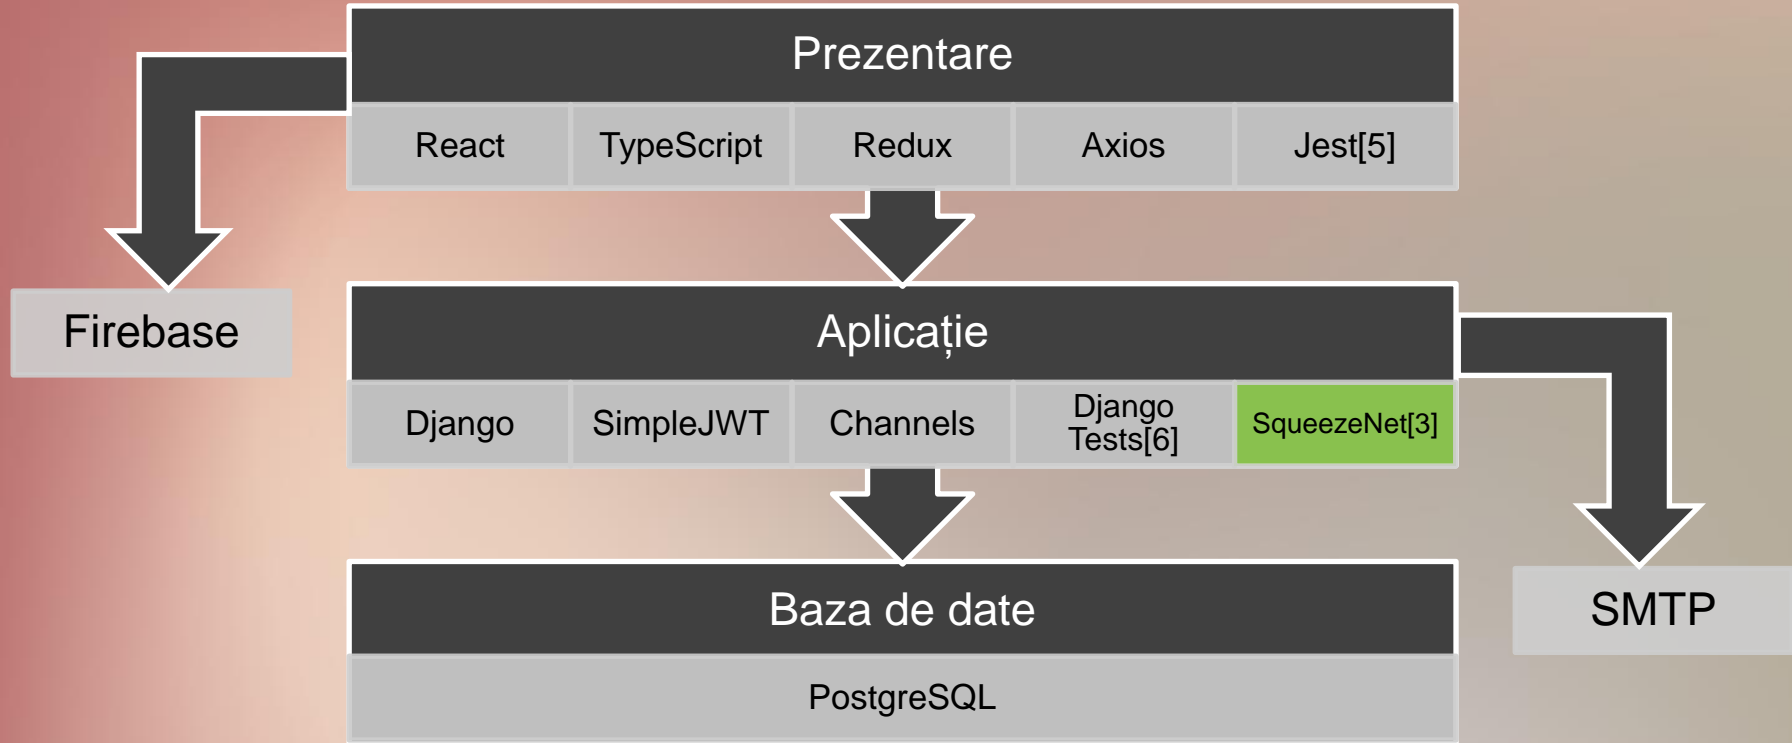 Prezentare
React
TypeScript
Redux
Axios
Jest[5]
Firebase
Aplicație
Django
SimpleJWT
Channels
Django
Tests[6]
SqueezeNet[3]
Baza de date
PostgreSQL
SMTP